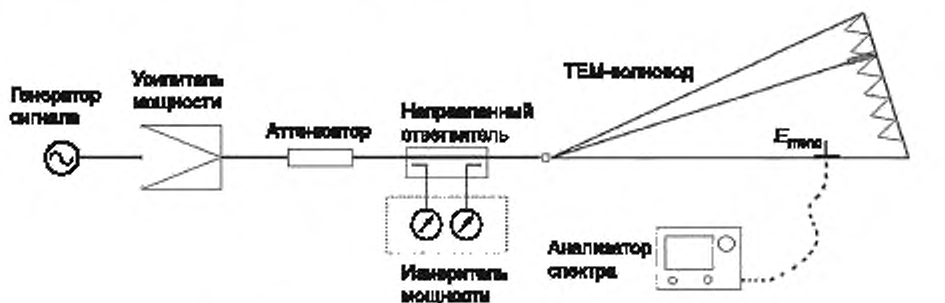 Генератор
сигнала
Усилитель
мощности
Аттенюатор
Направленный
ответвитель
Измеритель
мощности
ТЕМ-волновод
Анализатор
спектра